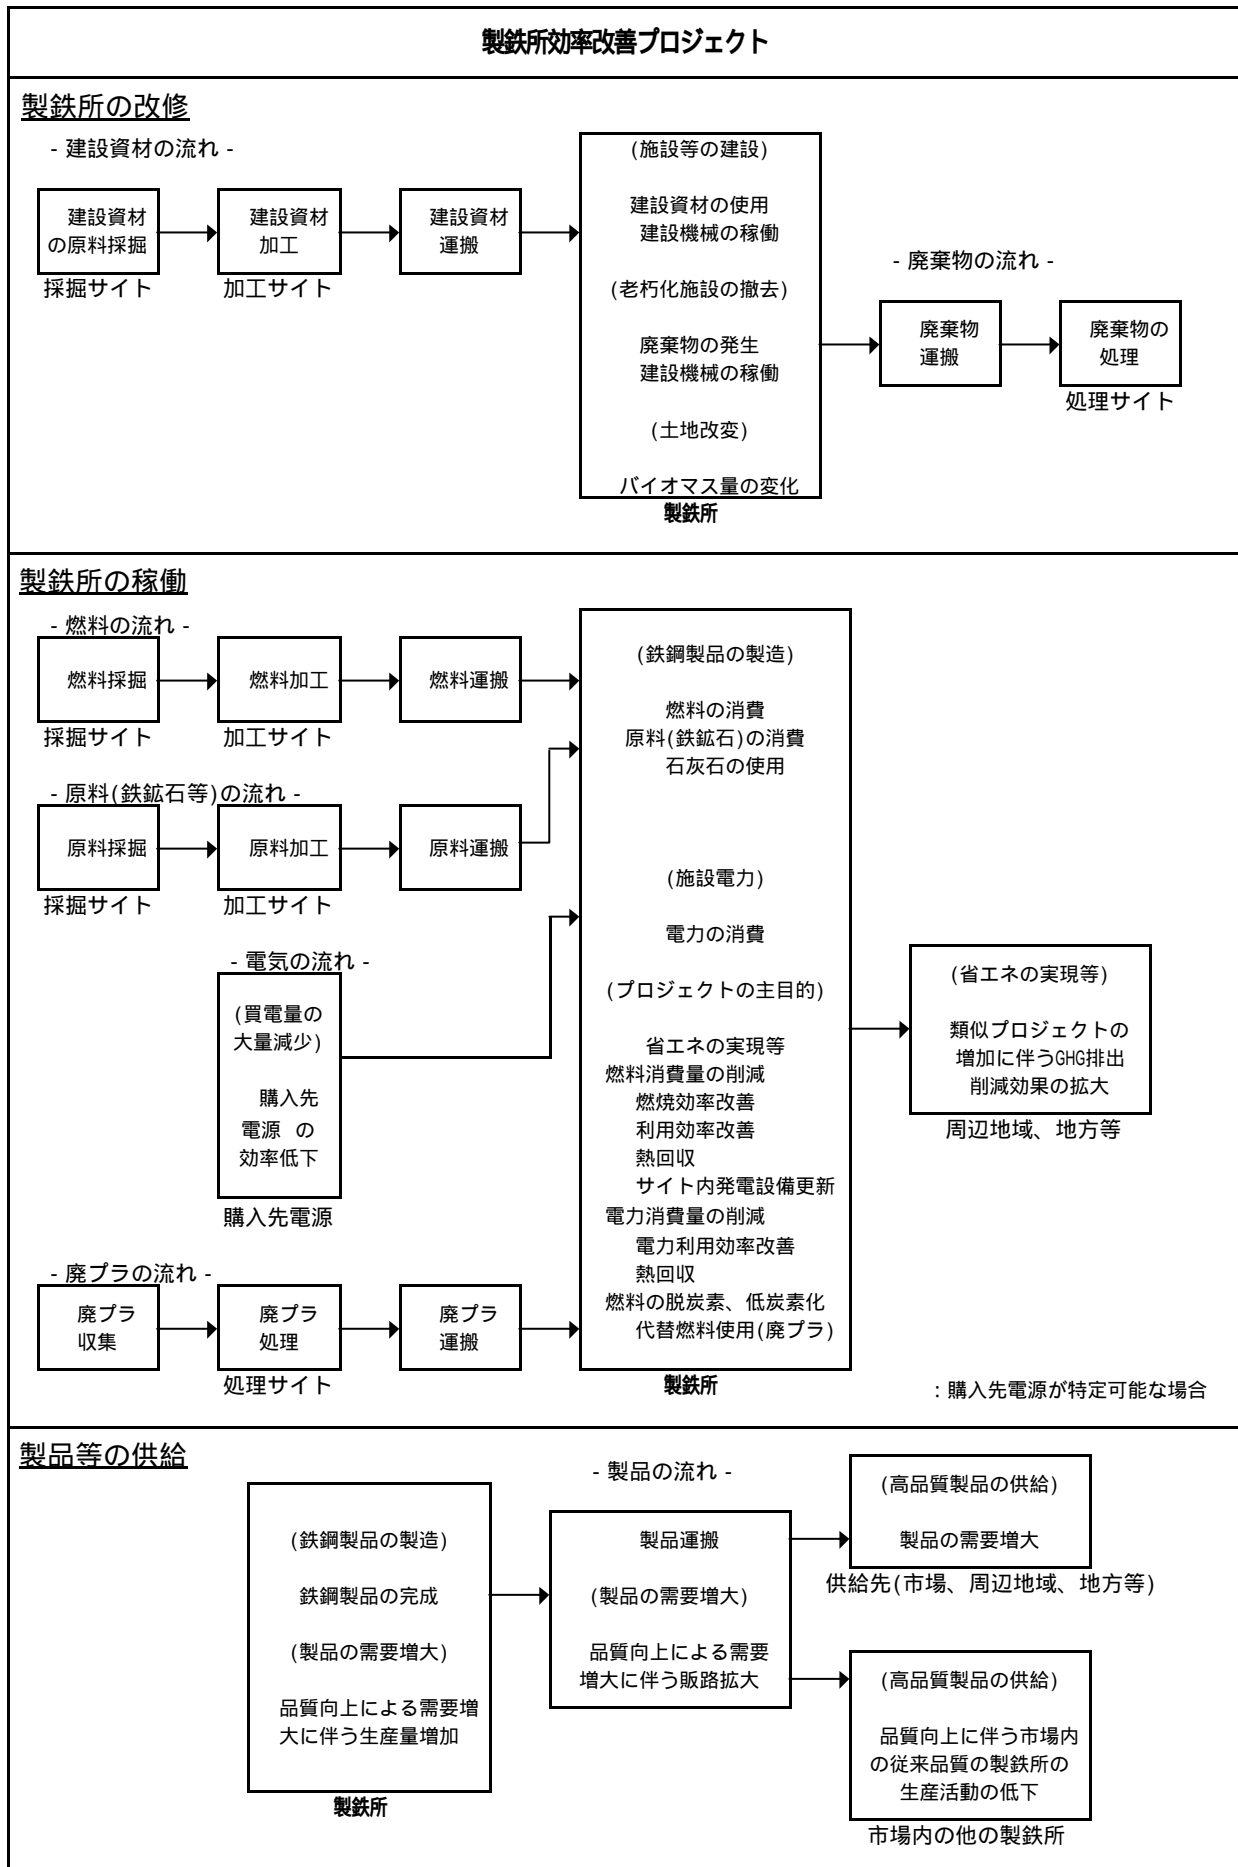 製鉄所効率改善プロジェクト
製鉄所の改修
- 建設資材の流れ -
建設資材
の原料採掘
採掘サイト
建設資材
加工
加工サイト
建設資材
運搬
(施設等の建設)
建設資材の使用
建設機械の稼働
(老朽化施設の撤去)
廃棄物の発生
建設機械の稼働
(土地改変)
バイオマス量の変化
製鉄所
- 廃棄物の流れ -
廃棄物
運搬
廃棄物の
処理
処理サイト
製鉄所の稼働
- 燃料の流れ -
燃料採掘
採掘サイト
燃料加工
加工サイト
燃料運搬
- 原料(鉄鉱石等)の流れ -
原料採掘
採掘サイト
原料加工
加工サイト
原料運搬
- 電気の流れ -
(買電量の
大量減少)
購入先
電源 の
効率低下
購入先電源
- 廃プラの流れ -
廃プラ
収集
廃プラ
処理
処理サイト
廃プラ
運搬
(鉄鋼製品の製造)
燃料の消費
原料(鉄鉱石)の消費
石灰石の使用
(施設電力)
電力の消費
(プロジェクトの主目的)
省エネの実現等
燃料消費量の削減
燃焼効率改善
利用効率改善
熱回収
サイト内発電設備更新
電力消費量の削減
電力利用効率改善
熱回収
燃料の脱炭素、低炭素化
代替燃料使用(廃プラ)
製鉄所
(省エネの実現等)
類似プロジェクトの
増加に伴うGHG排出
削減効果の拡大
周辺地域、地方等
:購入先電源が特定可能な場合
製品等の供給
(鉄鋼製品の製造)
鉄鋼製品の完成
(製品の需要増大)
品質向上による需要増
大に伴う生産量増加
製鉄所
- 製品の流れ -
製品運搬
(製品の需要増大)
品質向上による需要
増大に伴う販路拡大
(高品質製品の供給)
製品の需要増大
供給先(市場、周辺地域、地方等)
(高品質製品の供給)
品質向上に伴う市場内
の従来品質の製鉄所の
生産活動の低下
市場内の他の製鉄所